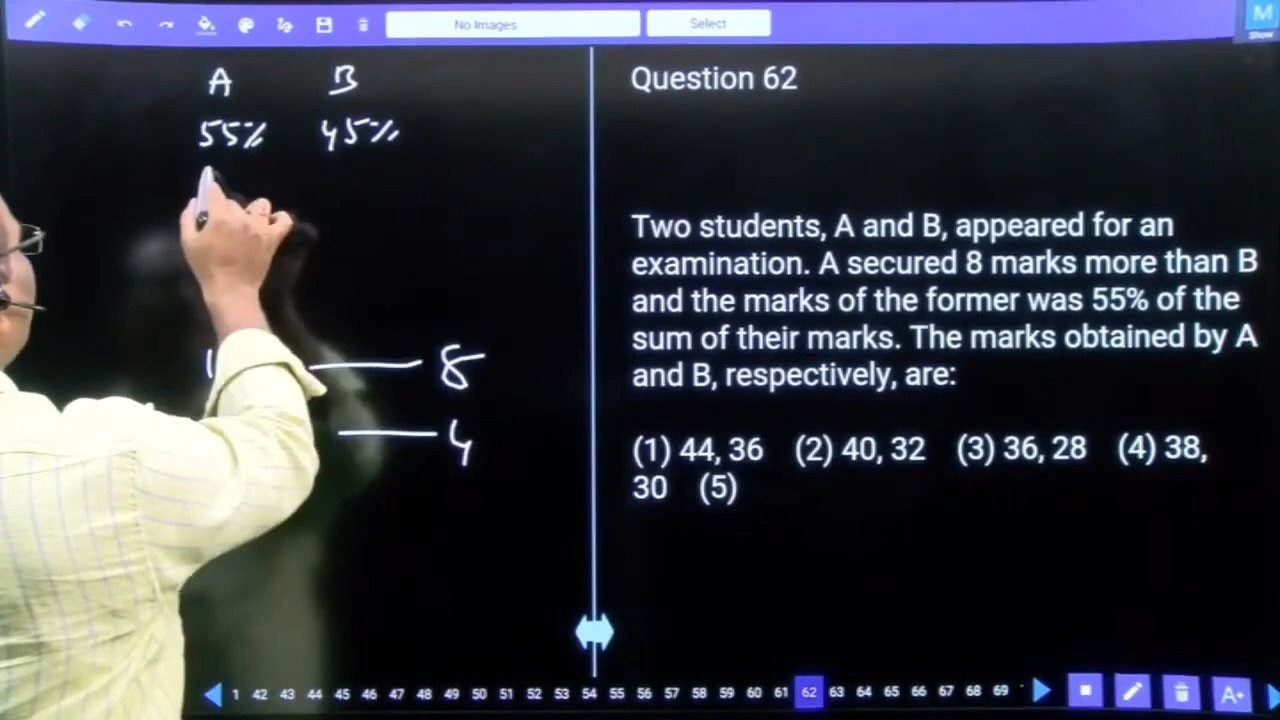 No Images
Select
M
Show
A B
55% 45%
8
4
Question 62
Two students, A and B, appeared for an
examination. A secured 8 marks more than B
and the marks of the former was 55% of the
sum of their marks. The marks obtained by A
and B, respectively, are:
(1) 44, 36 (2) 40, 32 (3) 36, 28 (4) 38,
30 (5)
1 42 43 44 45 46 47 48 49 50 51 52 53 54 55 56 57 58 59 60 61 62 63 64 65 66 67 68 69
A+